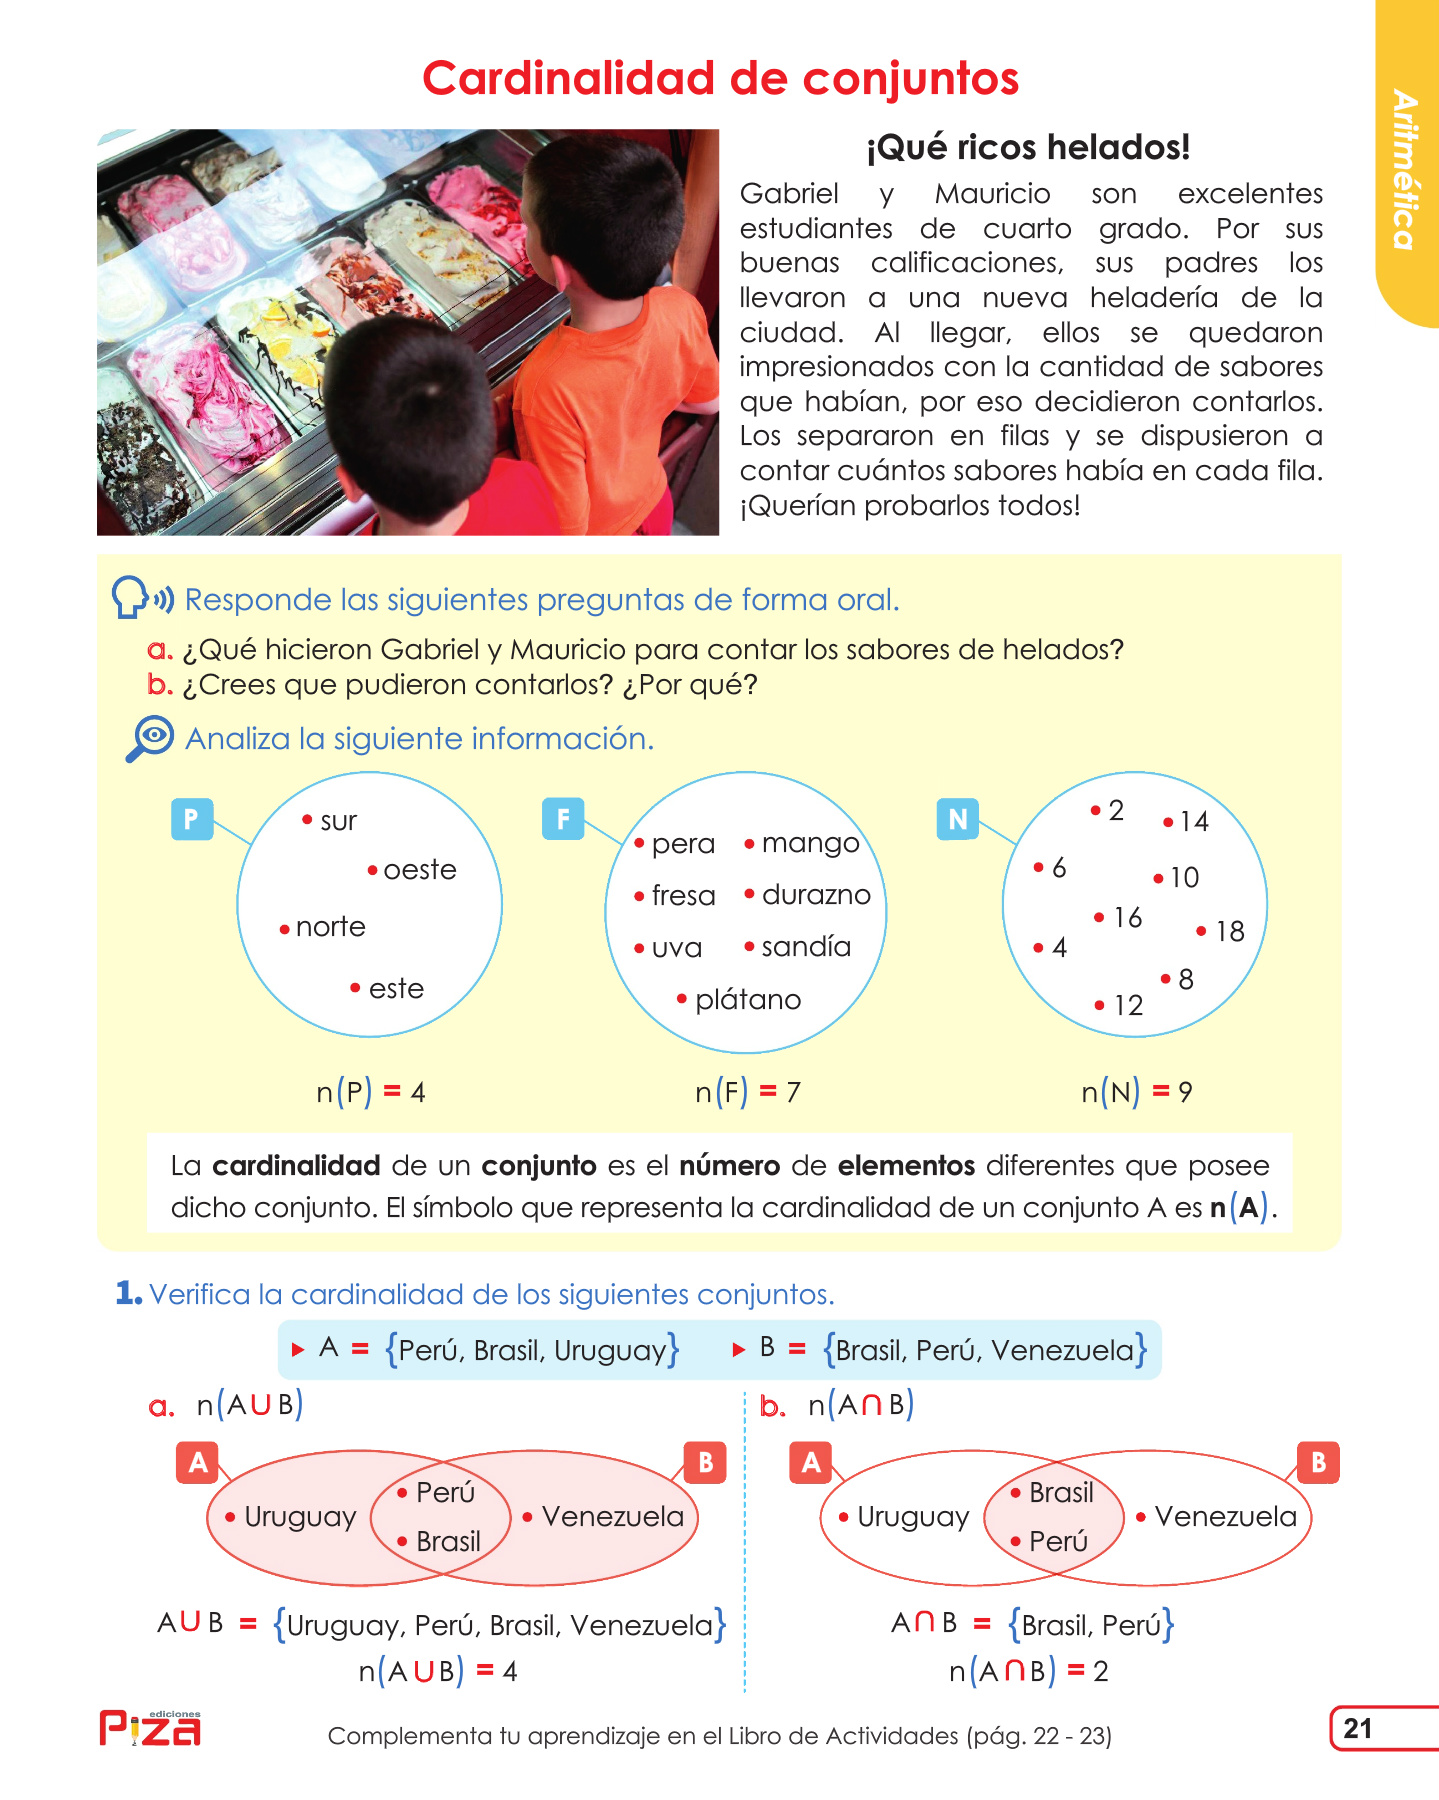 Cardinalidad de conjuntos
Aritmética
¡Qué ricos helados!
Gabriel y Mauricio son excelentes
estudiantes de cuarto grado. Por sus
buenas calificaciones, sus padres los
llevaron a una nueva heladería de la
ciudad. Al llegar, ellos se quedaron
impresionados con la cantidad de sabores
que habían, por eso decidieron contarlos.
Los separaron en filas y se dispusieron a
contar cuántos sabores había en cada fila.
¡Querían probarlos todos!
Responde las siguientes preguntas de forma oral.
a. ¿Qué hicieron Gabriel y Mauricio para contar los sabores de helados?
b. ¿Crees que pudieron contarlos? ¿Por qué?
Analiza la siguiente información.
P
• sur
• oeste
• norte
• este
n(P) = 4
F
• pera • mango
• fresa • durazno
• uva • sandía
• plátano
n(F) = 7
N
• 2
• 14
• 6
• 10
• 16
• 18
• 4
• 8
• 12
n(N) = 9
La cardinalidad de un conjunto es el número de elementos diferentes que posee
dicho conjunto. El símbolo que representa la cardinalidad de un conjunto A es n(A).
1. Verifica la cardinalidad de los siguientes conjuntos.
▸ A = {Perú, Brasil, Uruguay} ▸ B = {Brasil, Perú, Venezuela}
a. n(A∪B)
A B
• Uruguay • Perú • Brasil • Venezuela
A∪B = {Uruguay, Perú, Brasil, Venezuela}
n(A∪B) = 4
b. n(A∩B)
A B
• Uruguay • Brasil • Perú • Venezuela
A∩B = {Brasil, Perú}
n(A∩B) = 2
ediciones
Piza
Complementa tu aprendizaje en el Libro de Actividades (pág. 22 - 23)
21